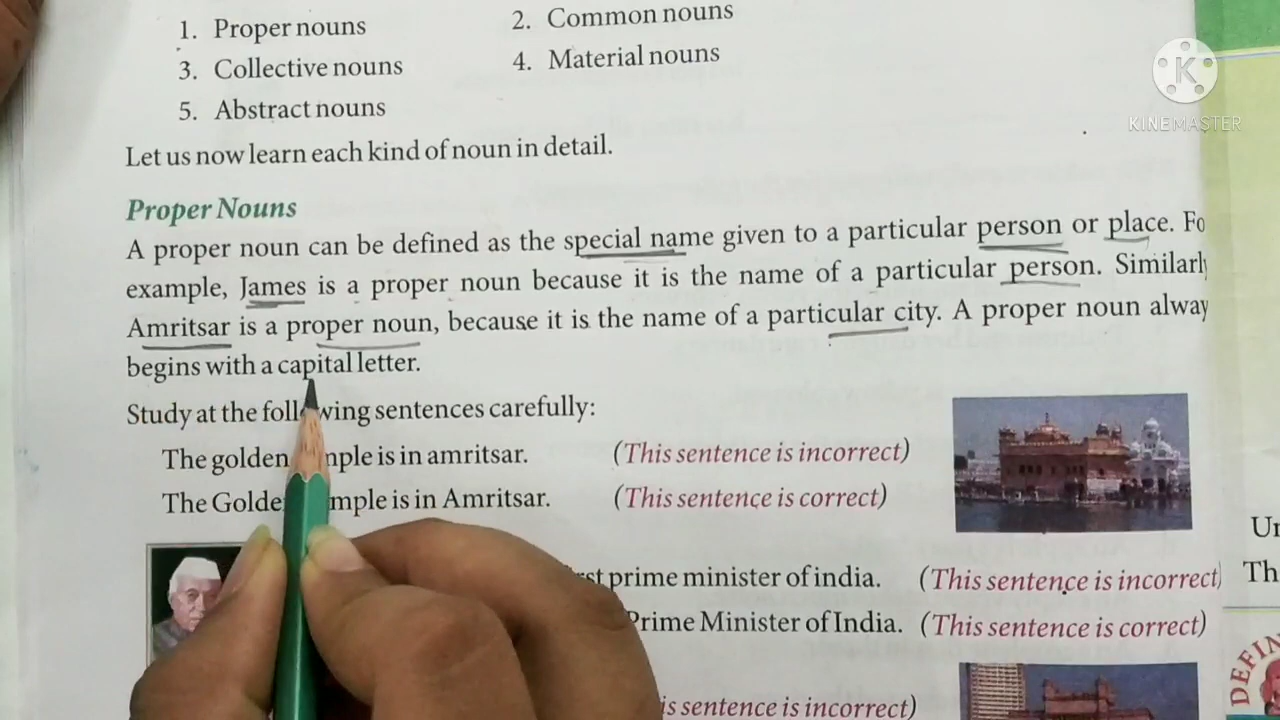 1. Proper nouns
2. Common nouns
3. Collective nouns
4. Material nouns
5. Abstract nouns
Let us now learn each kind of noun in detail.
Proper Nouns
A proper noun can be defined as the special name given to a particular person or place. Fo
example, James is a proper noun because it is the name of a particular person. Similarl
Amritsar is a proper noun, because it is the name of a particular city. A proper noun alway
begins with a capital letter.
Study at the following sentences carefully:
The golden mple is in amritsar. (This sentence is incorrect)
The Golde mple is in Amritsar. (This sentence is correct)
rst prime minister of india. (This sentence is incorrect)
Prime Minister of India. (This sentence is correct)
is sentence is incorrect)
Un
Th
DEFIN
K
KINEMASTER